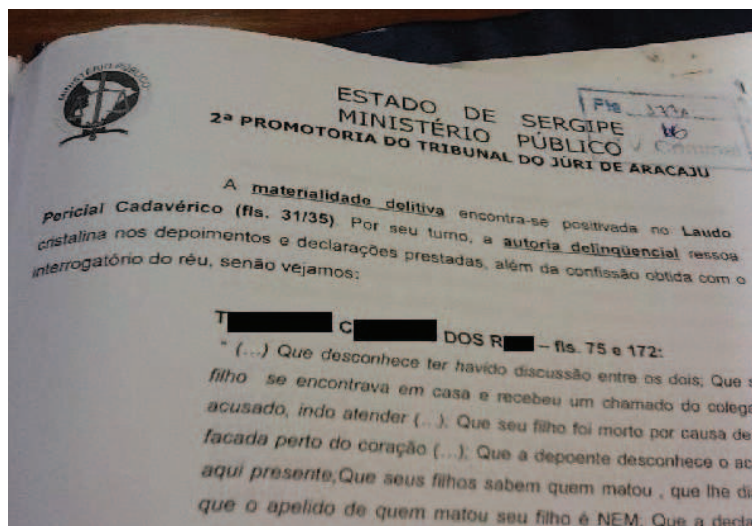 MINISTÉRIO PÚBLICO
ESTADO DE SERGIPE
MINISTÉRIO PÚBLICO
2ª PROMOTORIA DO TRIBUNAL DO JÚRI DE ARACAJU
Fls
A materialidade delitiva encontra-se positivada no Laudo
Pericial Cadavérico (fls. 31/35). Por seu turno, a autoria delinqüencial ressoa
cristalina nos depoimentos e declarações prestadas, além da confissão obtida com o
interrogatório do réu, senão vejamos:
T C DOS R – fls. 75 e 172:
" (...) Que desconhece ter havido discussão entre os dois; Que s
filho se encontrava em casa e recebeu um chamado do colega
acusado, indo atender (...); Que seu filho foi morto por causa de
facada perto do coração (...); Que a depoente desconhece o ac
aqui presente,Que seus filhos sabem quem matou , que lhe di
que o apelido de quem matou seu filho é NEM; Que a decla